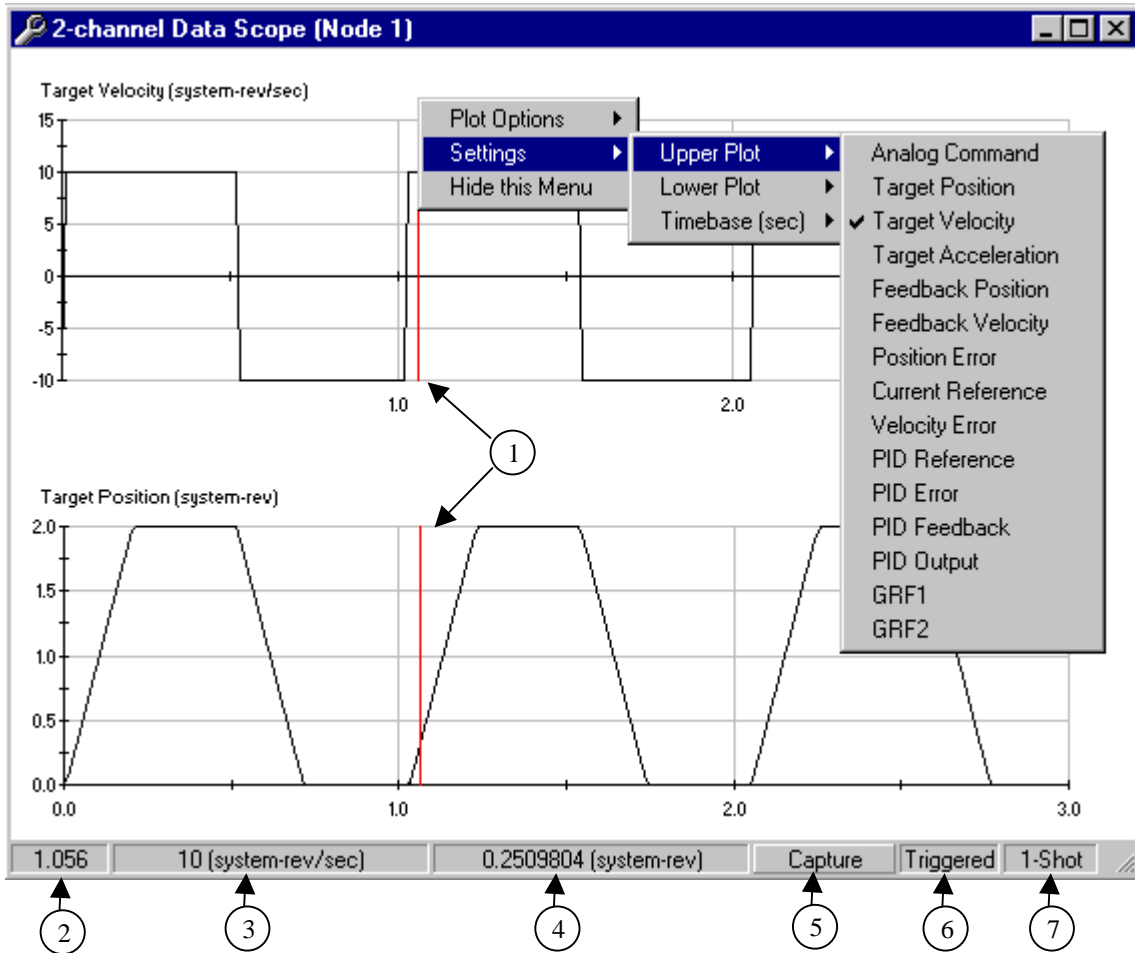 2-channel Data Scope (Node 1)
Target Velocity (system-rev/sec)
15
10
5
0
-5
-10
1.0
2.0
Plot Options
Settings
Hide this Menu
Upper Plot
Lower Plot
Timebase (sec)
Analog Command
Target Position
Target Velocity
Target Acceleration
Feedback Position
Feedback Velocity
Position Error
Current Reference
Velocity Error
PID Reference
PID Error
PID Feedback
PID Output
GRF1
GRF2
1
Target Position (system-rev)
2.0
1.5
1.0
0.5
0.0
0.0 1.0 2.0 3.0
1.056 10 (system-rev/sec) 0.2509804 (system-rev) Capture Triggered 1-Shot
2 3 4 5 6 7